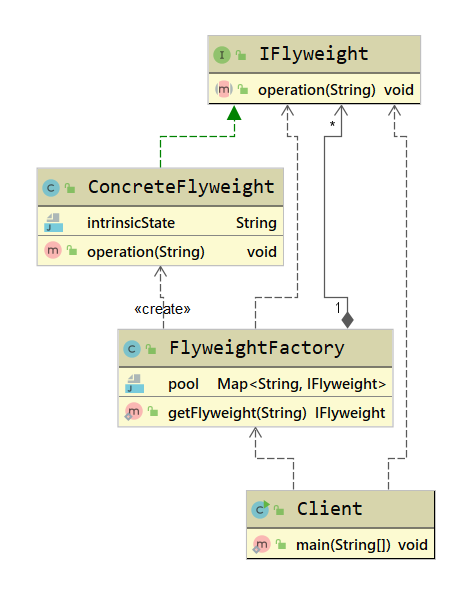 IFlyweight
operation(String) void
*
ConcreteFlyweight
intrinsicState String
operation(String) void
«create»
1
FlyweightFactory
pool Map<String, IFlyweight>
getFlyweight(String) IFlyweight
Client
main(String[]) void